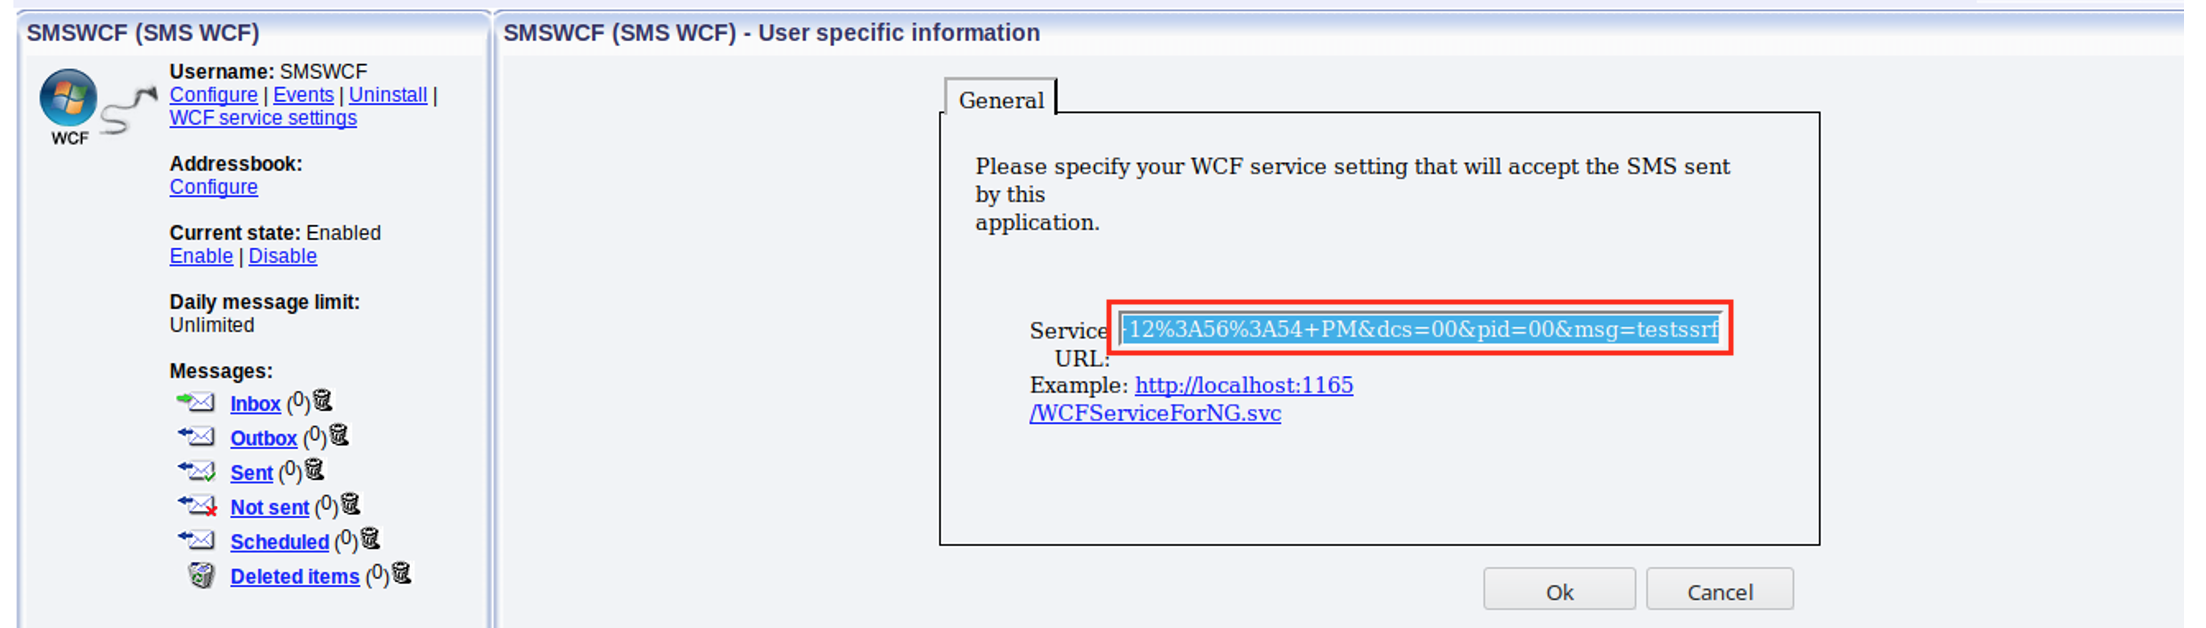 SMSWCF (SMS WCF)
Username: SMSWCF
Configure | Events | Uninstall |
WCF service settings
WCF
Addressbook:
Configure
Current state: Enabled
Enable | Disable
Daily message limit:
Unlimited
Messages:
Inbox (0)
Outbox (0)
Sent (0)
Not sent (0)
Scheduled (0)
Deleted items (0)
SMSWCF (SMS WCF) - User specific information
General
Please specify your WCF service setting that will accept the SMS sent
by this
application.
Service URL:
12%3A56%3A54+PM&dcs=00&pid=00&msg=testssrf
Example: http://localhost:1165
/WCFServiceForNG.svc
Ok Cancel